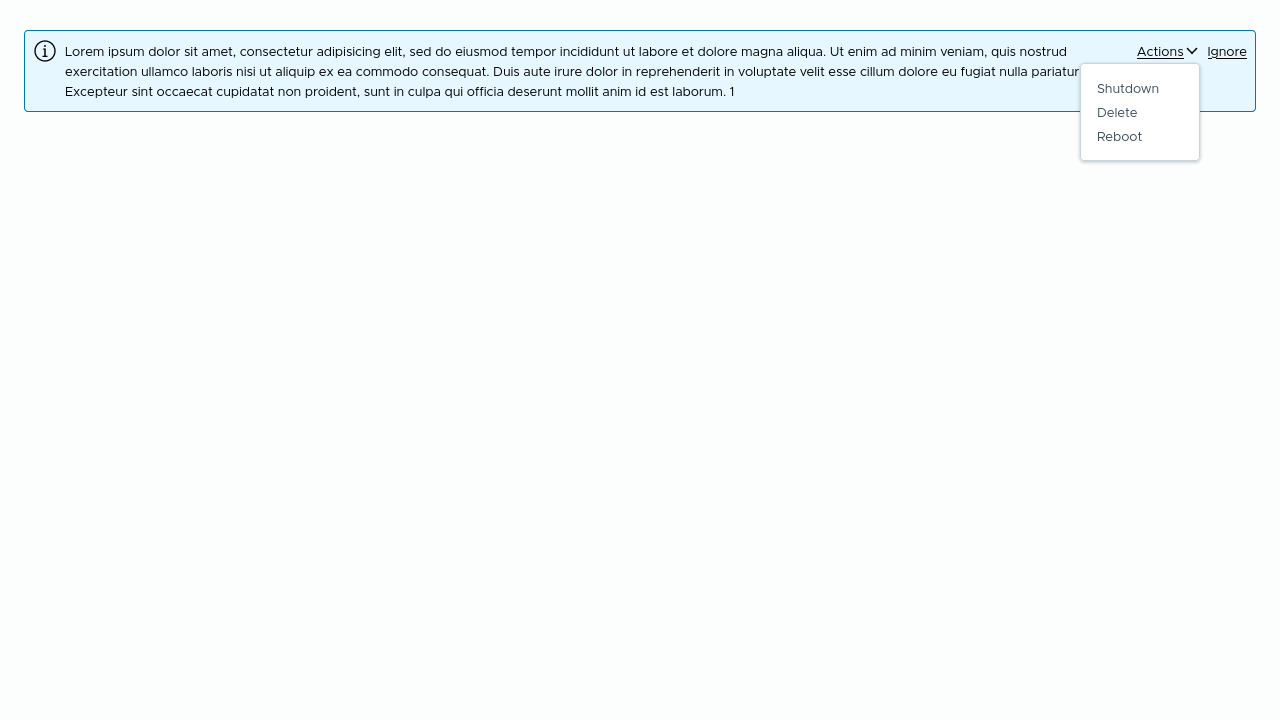 Lorem ipsum dolor sit amet, consectetur adipisicing elit, sed do eiusmod tempor incididunt ut labore et dolore magna aliqua. Ut enim ad minim veniam, quis nostrud
exercitation ullamco laboris nisi ut aliquip ex ea commodo consequat. Duis aute irure dolor in reprehenderit in voluptate velit esse cillum dolore eu fugiat nulla pariatur
Excepteur sint occaecat cupidatat non proident, sunt in culpa qui officia deserunt mollit anim id est laborum. 1
Actions
Ignore
Shutdown
Delete
Reboot